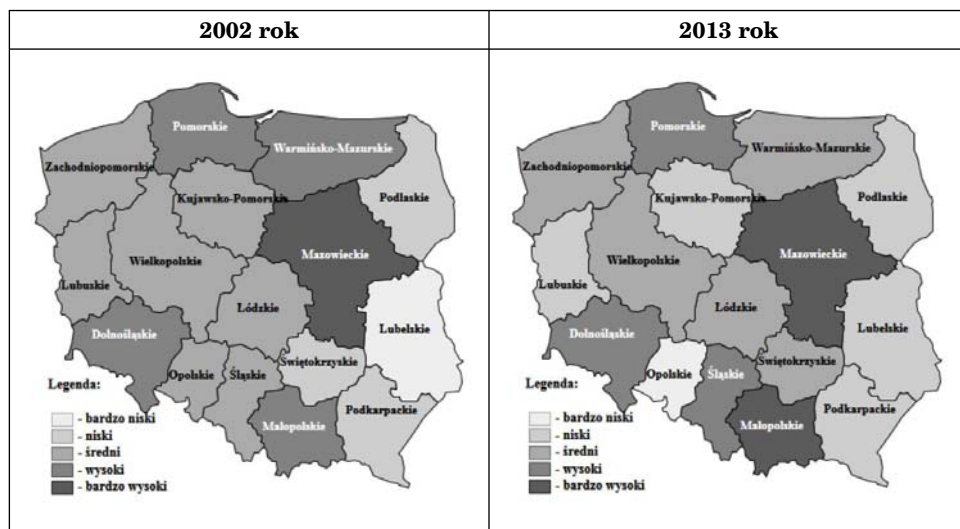 2002 rok
2013 rok
Pomorskie
Warmińsko-Mazurskie
Zachodniopomorskie
Kujawsko-Pomorskie
Podlaskie
Mazowieckie
Wielkopolskie
Lubuskie
Łódzkie
Lubelskie
Dolnośląskie
Opolskie
Śląskie
Świętokrzyskie
Legenda:
Podkarpackie
Małopolskie
- bardzo niski
- niski
- średni
- wysoki
- bardzo wysoki
Pomorskie
Warmińsko-Mazurskie
Zachodniopomorskie
Kujawsko-Pomorskie
Podlaskie
Mazowieckie
Wielkopolskie
Lubuskie
Łódzkie
Lubelskie
Dolnośląskie
Opolskie
Śląskie
Świętokrzyskie
Legenda:
Podkarpackie
Małopolskie
- bardzo niski
- niski
- średni
- wysoki
- bardzo wysoki